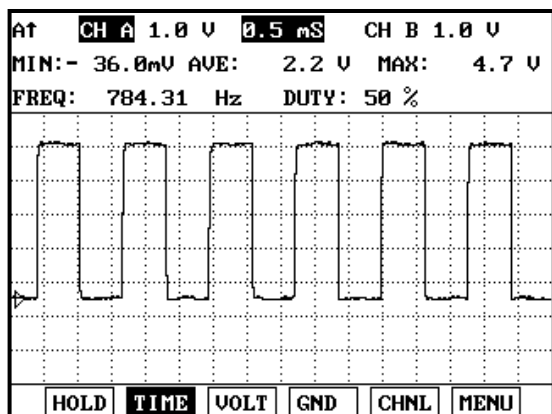 A↑ CH A 1.0 V 0.5 mS CH B 1.0 V
MIN:- 36.0mV AVE: 2.2 V MAX: 4.7 V
FREQ: 784.31 Hz DUTY: 50 %
HOLD TIME VOLT GND CHNL MENU